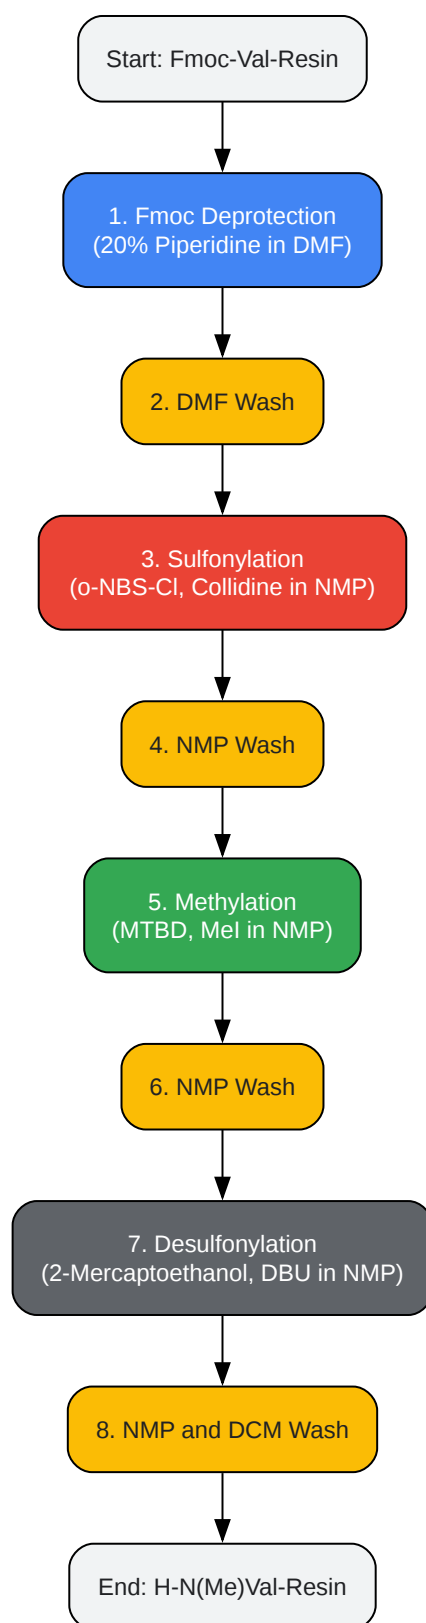 Start: Fmoc-Val-Resin
1. Fmoc Deprotection
(20% Piperidine in DMF)
2. DMF Wash
3. Sulfonylation
(o-NBS-Cl, Collidine in NMP)
4. NMP Wash
5. Methylation
(MTBD, MeI in NMP)
6. NMP Wash
7. Desulfonylation
(2-Mercaptoethanol, DBU in NMP)
8. NMP and DCM Wash
End: H-N(Me)Val-Resin